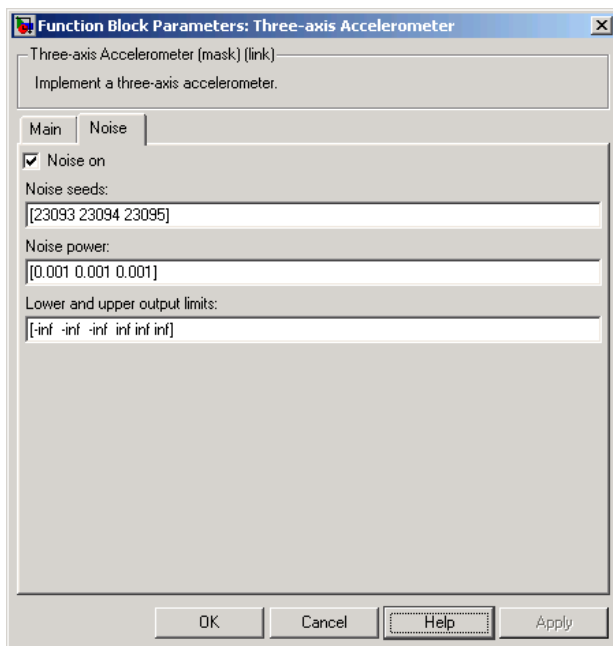 Function Block Parameters: Three-axis Accelerometer
Three-axis Accelerometer (mask) (link)
Implement a three-axis accelerometer.
Main Noise
Noise on
Noise seeds:
[23093 23094 23095]
Noise power:
[0.001 0.001 0.001]
Lower and upper output limits:
[-inf -inf -inf inf inf inf]
OK Cancel Help Apply